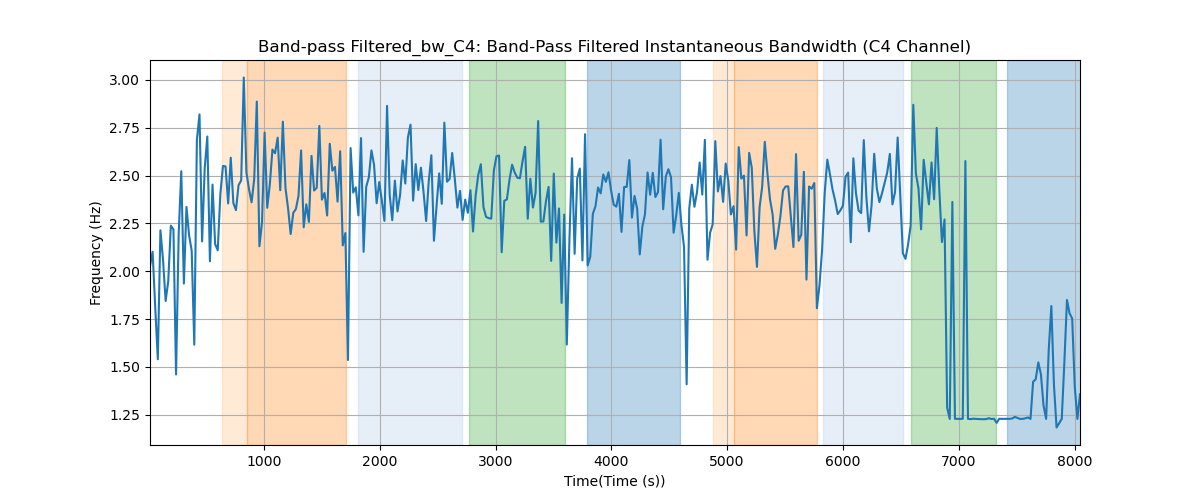 Band-pass Filtered_bw_C4: Band-Pass Filtered Instantaneous Bandwidth (C4 Channel)
3.00
2.75
2.50
2.25
2.00
1.75
1.50
1.25
Frequency (Hz)
1000 2000 3000 4000 5000 6000 7000 8000
Time(Time (s))